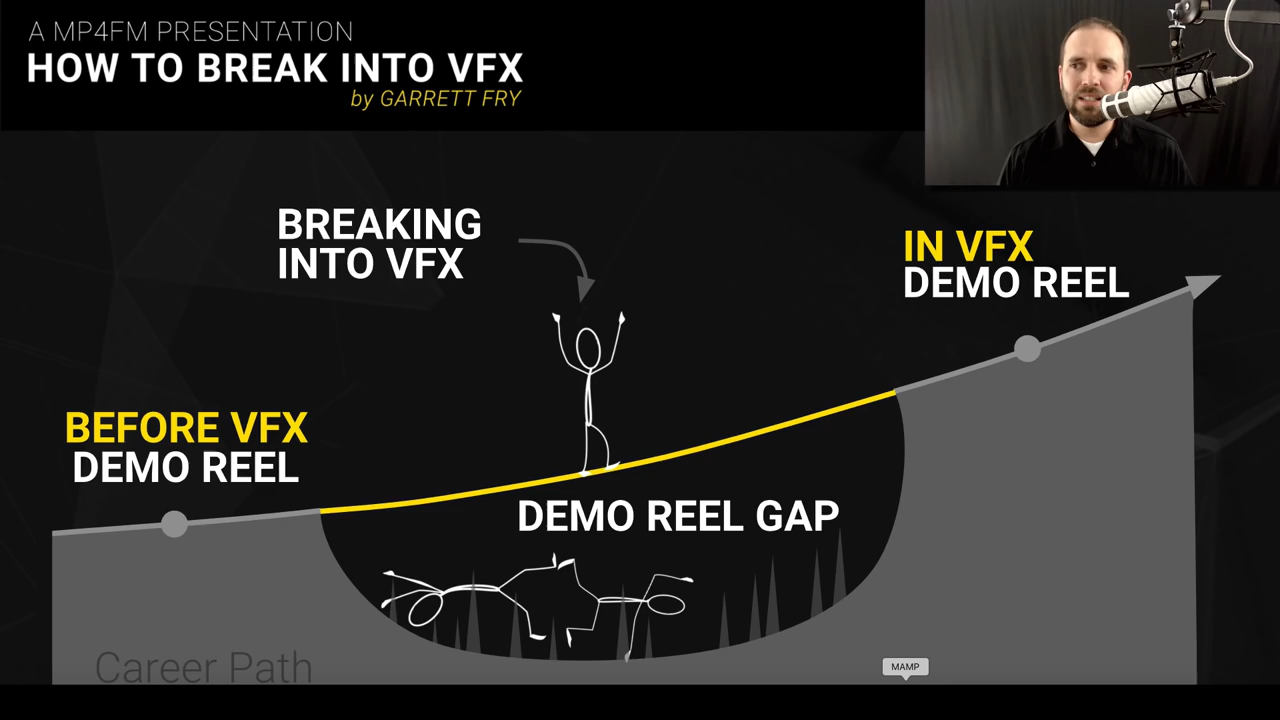 A MP4FM PRESENTATION
HOW TO BREAK INTO VFX
by GARRETT FRY
BREAKING
INTO VFX
IN VFX
DEMO REEL
BEFORE VFX
DEMO REEL
DEMO REEL GAP
Career Path
MAMP